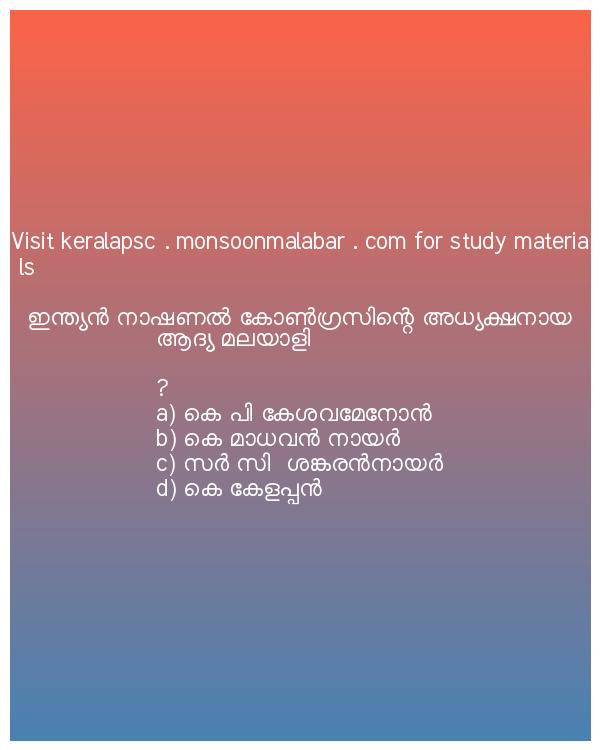 Visit keralapsc . monsoonmalabar . com for study materia
ls
ഇന്ത്യൻ നാഷണൽ കോൺഗ്രസിന്റെ അധ്യക്ഷനായ
ആദ്യ മലയാളി
?
a) കെ പി കേശവമേനോൻ
b) കെ മാധവൻ നായർ
c) സർ സി  ശങ്കരൻനായർ
d) കെ കേളപ്പൻ